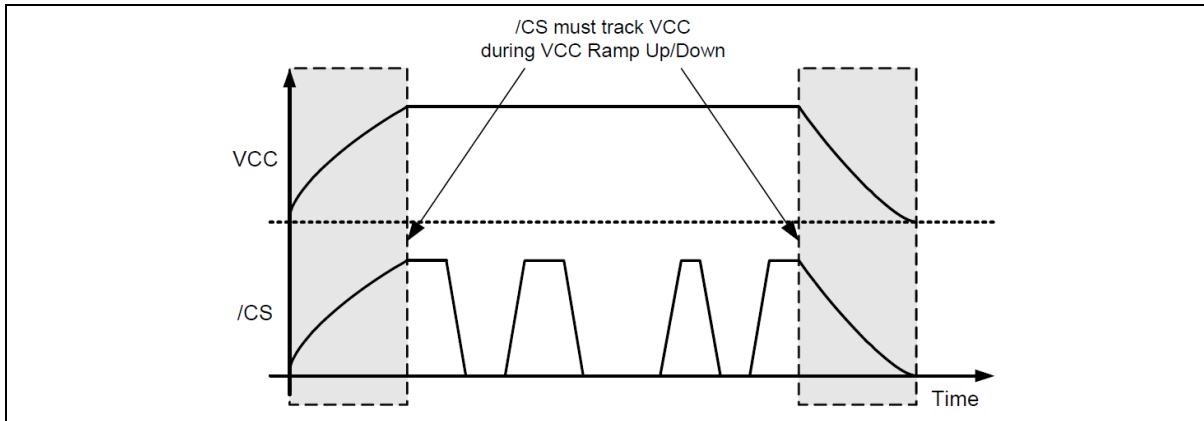 /CS must track VCC
during VCC Ramp Up/Down
VCC
/CS
Time